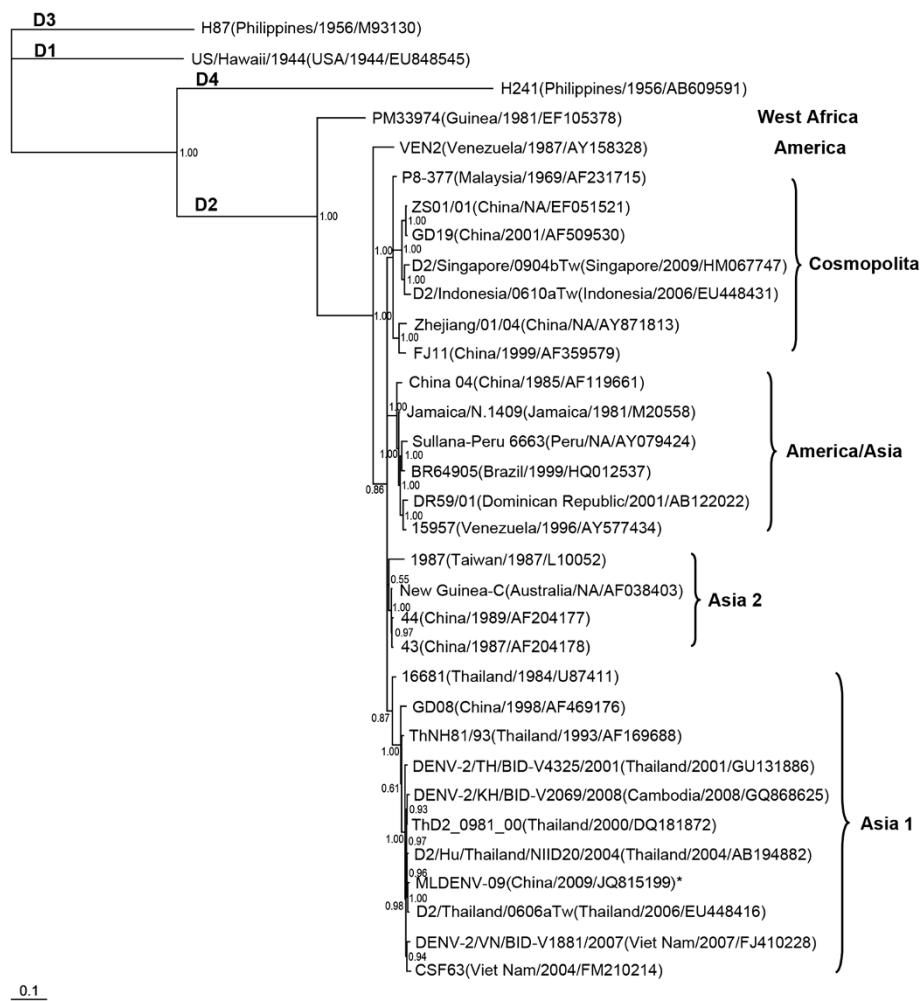 D3
H87(Philippines/1956/M93130)
D1
US/Hawaii/1944(USA/1944/EU848545)
D4
H241(Philippines/1956/AB609591)
PM33974(Guinea/1981/EF105378) West Africa
VEN2(Venezuela/1987/AY158328) America
1.00
P8-377(Malaysia/1969/AF231715)
D2
ZS01/01(China/NA/EF051521)
1.00
1.00
GD19(China/2001/AF509530)
1.00 1.00
D2/Singapore/0904bTw(Singapore/2009/HM067747) Cosmopolita
1.00
D2/Indonesia/0610aTw(Indonesia/2006/EU448431)
1.00
Zhejiang/01/04(China/NA/AY871813)
1.00
FJ11(China/1999/AF359579)
China 04(China/1985/AF119661)
1.00
Jamaica/N.1409(Jamaica/1981/M20558)
Sullana-Peru 6663(Peru/NA/AY079424)
1.00 1.00
America/Asia
BR64905(Brazil/1999/HQ012537)
1.00
0.86
DR59/01(Dominican Republic/2001/AB122022)
1.00
15957(Venezuela/1996/AY577434)
1987(Taiwan/1987/L10052)
0.55
New Guinea-C(Australia/NA/AF038403)
Asia 2
1.00
44(China/1989/AF204177)
0.97
43(China/1987/AF204178)
16681(Thailand/1984/U87411)
GD08(China/1998/AF469176)
0.87
ThNH81/93(Thailand/1993/AF169688)
1.00
DENV-2/TH/BID-V4325/2001(Thailand/2001/GU131886)
0.61
DENV-2/KH/BID-V2069/2008(Cambodia/2008/GQ868625)
0.93
ThD2_0981_00(Thailand/2000/DQ181872) Asia 1
1.00 0.97
D2/Hu/Thailand/NIID20/2004(Thailand/2004/AB194882)
0.96
MLDENV-09(China/2009/JQ815199)*
1.00
0.98
D2/Thailand/0606aTw(Thailand/2006/EU448416)
DENV-2/VN/BID-V1881/2007(Viet Nam/2007/FJ410228)
0.94
CSF63(Viet Nam/2004/FM210214)
0.1